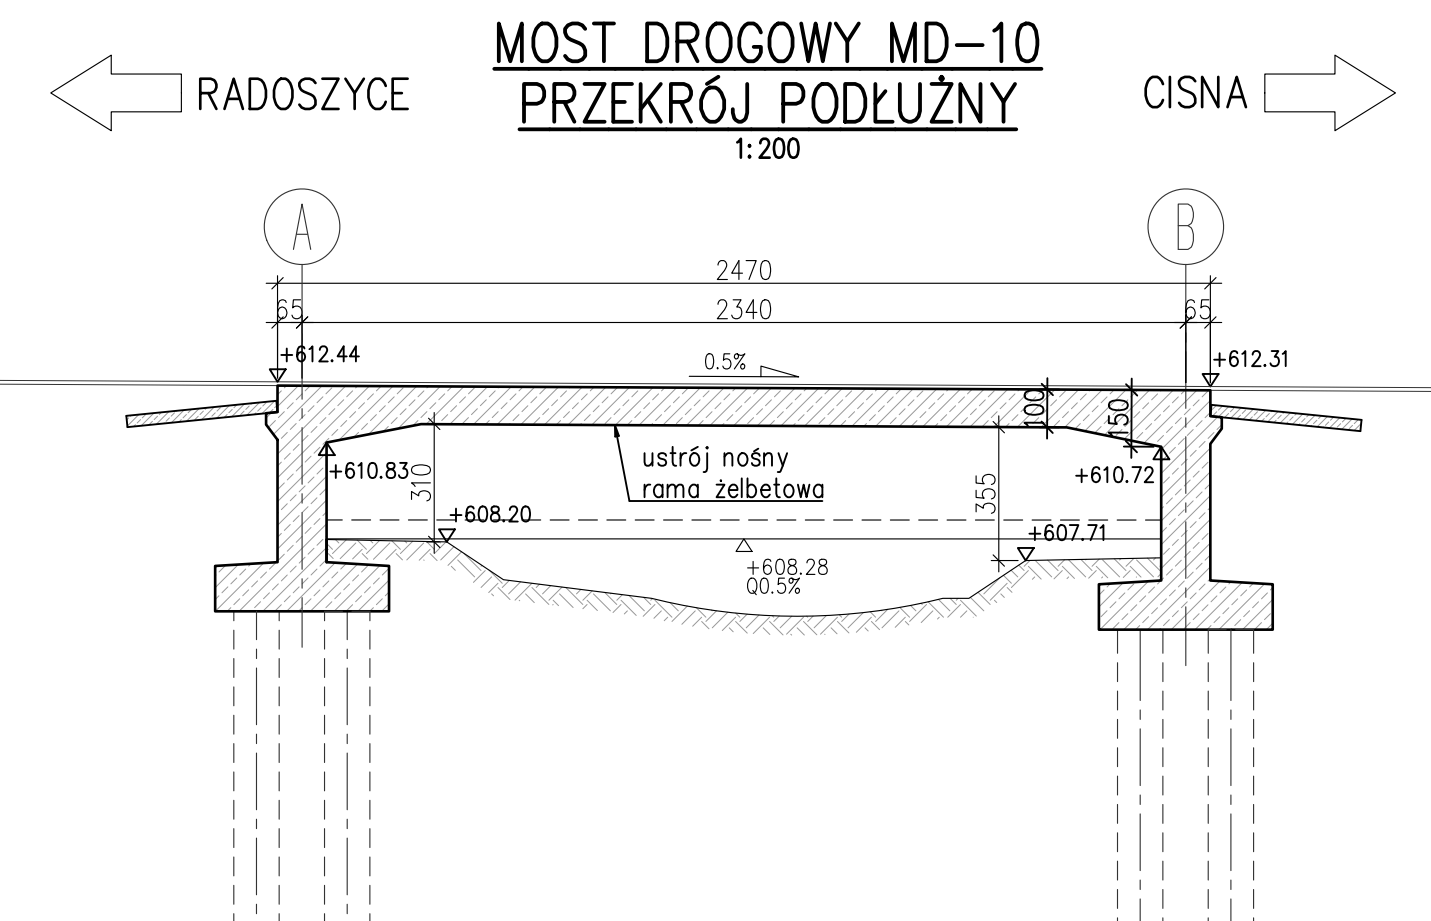 MOST DROGOWY MD-10
PRZEKRÓJ PODŁUŻNY
1:200
RADOSZYCE
CISNA
A
B
2470
65
2340
65
+612.44
0.5%
+612.31
100
150
+610.83
310
ustrój nośny
rama żelbetowa
355
+610.72
+608.20
+607.71
+608.28
Q0.5%